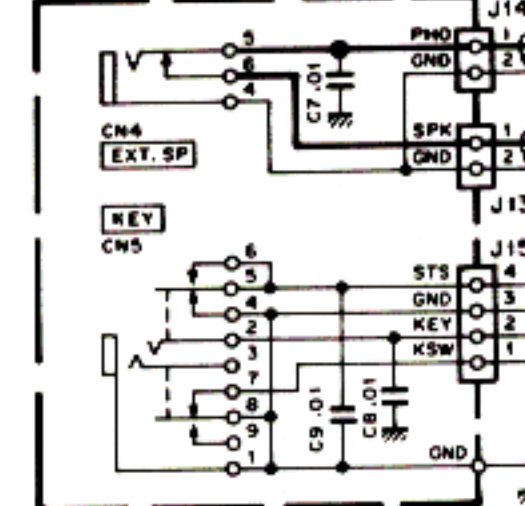 J14
PHO 1
GND 2
5
6
4
C7 .01
CN4
EXT. SP
SPK 1
GND 2
J13
KEY
CN5
J15
6
5
4
2
3
7
8
9
1
STS 4
GND 3
KEY 2
KSW 1
C9 .01
C8 .01
GND